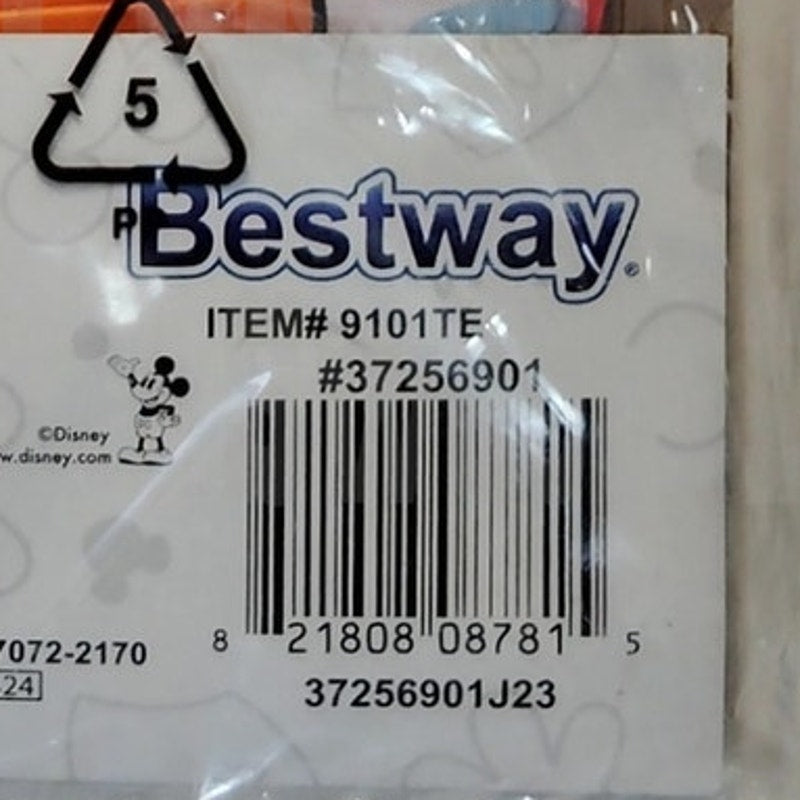 5
P
Bestway®
ITEM# 9101TE
#37256901
©Disney
w.disney.com
8 21808 08781 5
7072-2170
24
37256901J23